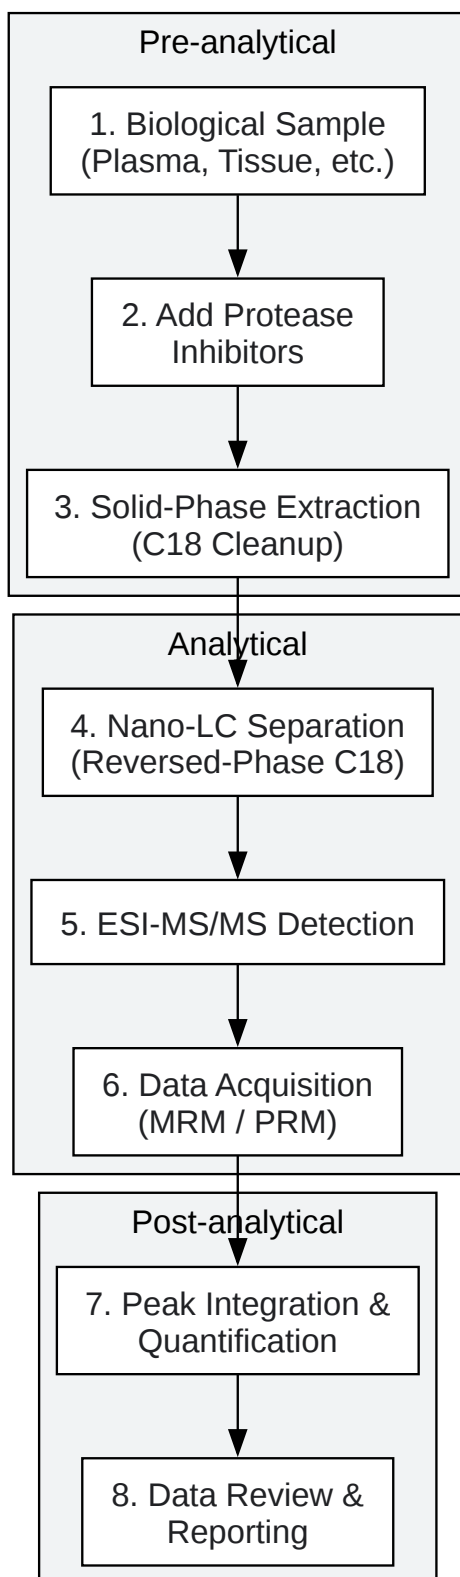 Pre-analytical
1. Biological Sample
(Plasma, Tissue, etc.)
2. Add Protease
Inhibitors
3. Solid-Phase Extraction
(C18 Cleanup)
Analytical
4. Nano-LC Separation
(Reversed-Phase C18)
5. ESI-MS/MS Detection
6. Data Acquisition
(MRM / PRM)
Post-analytical
7. Peak Integration &
Quantification
8. Data Review &
Reporting